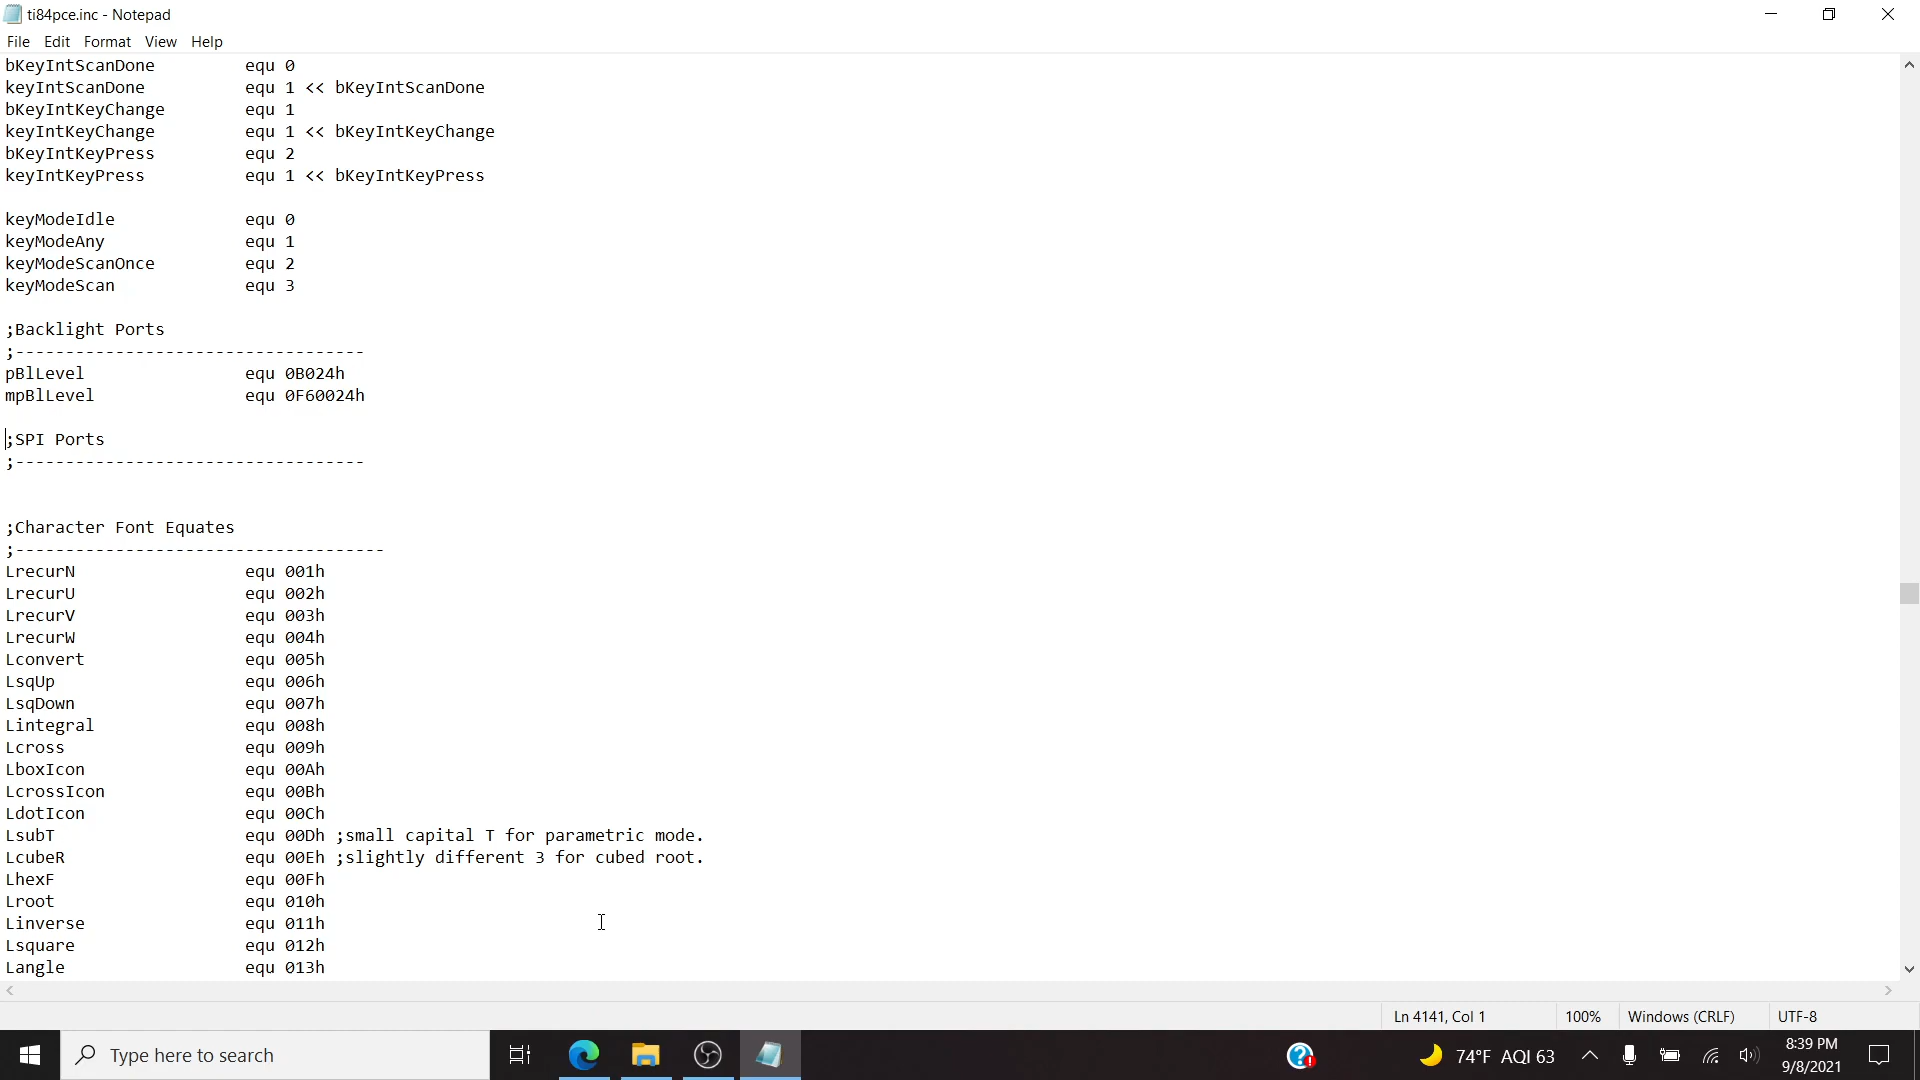 ti84pce.inc - Notepad
File Edit Format View Help
bKeyIntScanDone equ 0
keyIntScanDone equ 1 << bKeyIntScanDone
bKeyIntKeyChange equ 1
keyIntKeyChange equ 1 << bKeyIntKeyChange
bKeyIntKeyPress equ 2
keyIntKeyPress equ 1 << bKeyIntKeyPress
keyModeIdle equ 0
keyModeAny equ 1
keyModeScanOnce equ 2
keyModeScan equ 3
;Backlight Ports
;-----------------------------------
pBlLevel equ 0B024h
mpBlLevel equ 0F60024h
;SPI Ports
;-----------------------------------
;Character Font Equates
;-------------------------------------
LrecurN equ 001h
LrecurU equ 002h
LrecurV equ 003h
LrecurW equ 004h
Lconvert equ 005h
LsqUp equ 006h
LsqDown equ 007h
Lintegral equ 008h
Lcross equ 009h
LboxIcon equ 00Ah
LcrossIcon equ 00Bh
LdotIcon equ 00Ch
LsubT equ 00Dh ;small capital T for parametric mode.
LcubeR equ 00Eh ;slightly different 3 for cubed root.
LhexF equ 00Fh
Lroot equ 010h
Linverse equ 011h
Lsquare equ 012h
Langle equ 013h
Ln 4141, Col 1 100% Windows (CRLF) UTF-8
Type here to search
74°F AQI 63
8:39 PM
9/8/2021